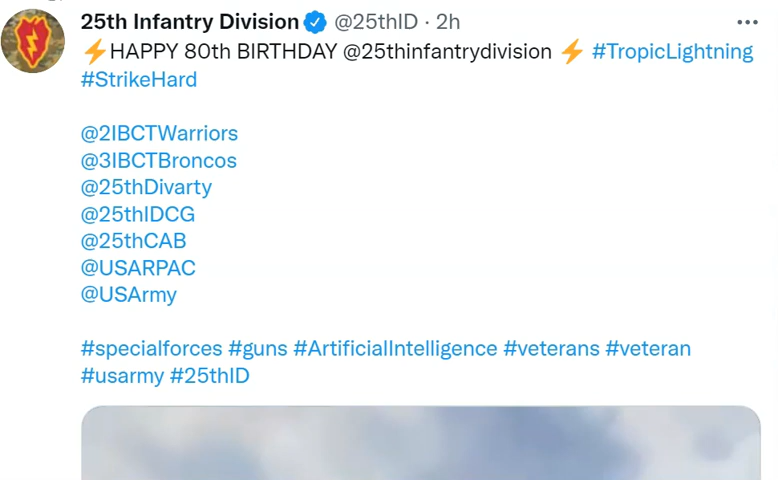 25th Infantry Division @25thID · 2h
⚡HAPPY 80th BIRTHDAY @25thinfantrydivision ⚡ #TropicLightning
#StrikeHard
@2IBCTWarriors
@3IBCTBroncos
@25thDivarty
@25thIDCG
@25thCAB
@USARPAC
@USArmy
#specialforces #guns #ArtificialIntelligence #veterans #veteran
#usarmy #25thID